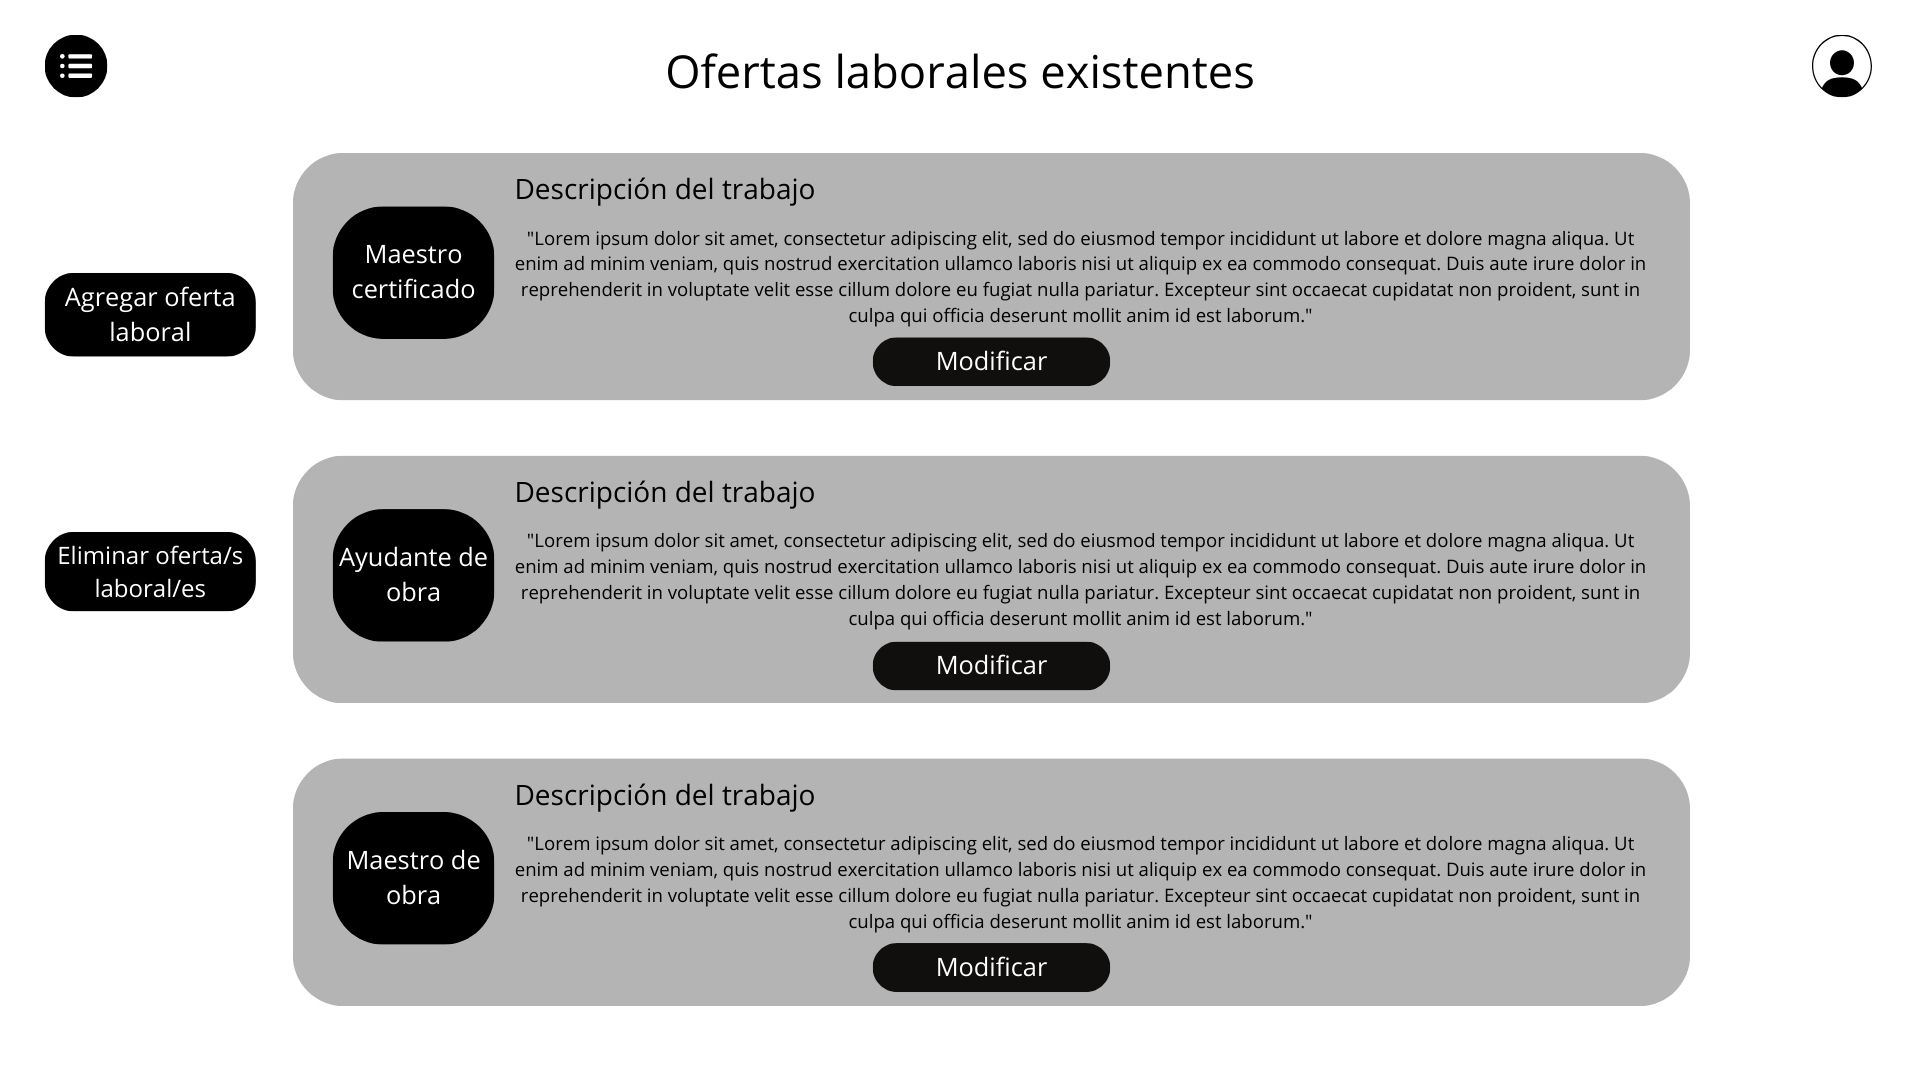 Ofertas laborales existentes
Agregar oferta
laboral
Eliminar oferta/s
laboral/es
Maestro
certificado
Descripción del trabajo
"Lorem ipsum dolor sit amet, consectetur adipiscing elit, sed do eiusmod tempor incididunt ut labore et dolore magna aliqua. Ut
enim ad minim veniam, quis nostrud exercitation ullamco laboris nisi ut aliquip ex ea commodo consequat. Duis aute irure dolor in
reprehenderit in voluptate velit esse cillum dolore eu fugiat nulla pariatur. Excepteur sint occaecat cupidatat non proident, sunt in
culpa qui officia deserunt mollit anim id est laborum."
Modificar
Ayudante de
obra
Descripción del trabajo
"Lorem ipsum dolor sit amet, consectetur adipiscing elit, sed do eiusmod tempor incididunt ut labore et dolore magna aliqua. Ut
enim ad minim veniam, quis nostrud exercitation ullamco laboris nisi ut aliquip ex ea commodo consequat. Duis aute irure dolor in
reprehenderit in voluptate velit esse cillum dolore eu fugiat nulla pariatur. Excepteur sint occaecat cupidatat non proident, sunt in
culpa qui officia deserunt mollit anim id est laborum."
Modificar
Maestro de
obra
Descripción del trabajo
"Lorem ipsum dolor sit amet, consectetur adipiscing elit, sed do eiusmod tempor incididunt ut labore et dolore magna aliqua. Ut
enim ad minim veniam, quis nostrud exercitation ullamco laboris nisi ut aliquip ex ea commodo consequat. Duis aute irure dolor in
reprehenderit in voluptate velit esse cillum dolore eu fugiat nulla pariatur. Excepteur sint occaecat cupidatat non proident, sunt in
culpa qui officia deserunt mollit anim id est laborum."
Modificar